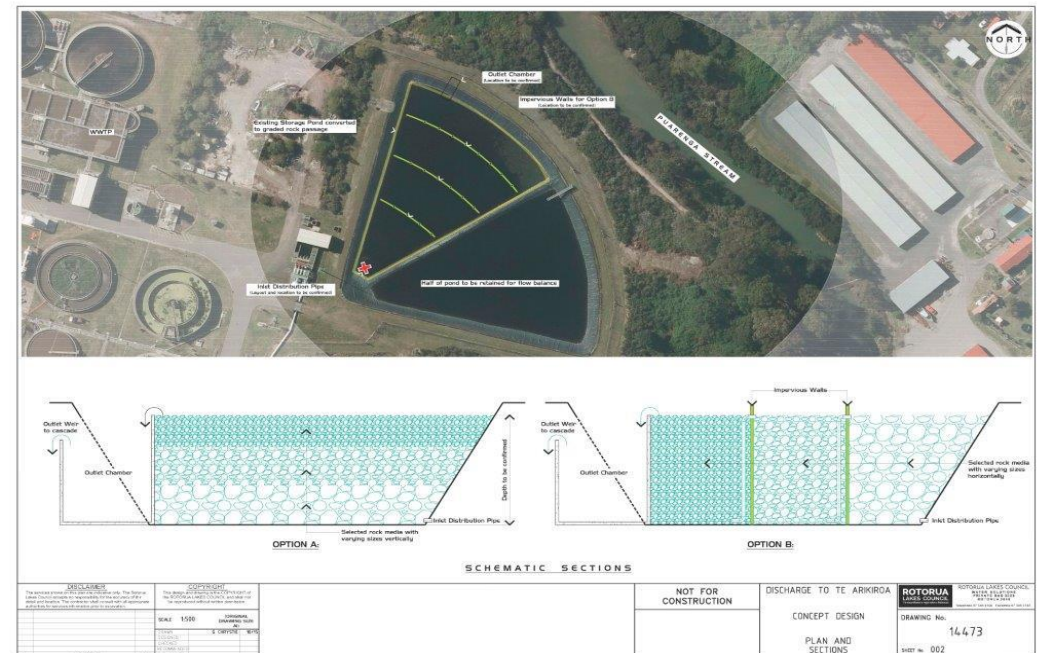 NORTH
Outlet Chamber
(Location to be confirmed)
Impervious Walls for Option B
(Location to be confirmed)
Existing Storage Pond converted
to graded rock passage
WWTP
PUARENGA STREAM
Inlet Distribution Pipe
(Layout and location to be confirmed)
Half of pond to be retained for flow balance
Outlet Weir
to cascade
Outlet Chamber
Depth to be confirmed
Inlet Distribution Pipe
Selected rock media with
varying sizes vertically
OPTION A:
Impervious Walls
Outlet Weir
to cascade
Outlet Chamber
Selected rock media
with varying sizes
horizontally
Inlet Distribution Pipe
OPTION B:
SCHEMATIC SECTIONS
DISCLAIMER
COPYRIGHT
SCALE 1:500
ORIGINAL
DRAWING SIZE
NOT FOR
CONSTRUCTION
DISCHARGE TO TE ARIKIROA
CONCEPT DESIGN
PLAN AND
SECTIONS
ROTORUA
LAKES COUNCIL
ROTORUA LAKES COUNCIL
DRAWING No.
14473
SHEET No. 002